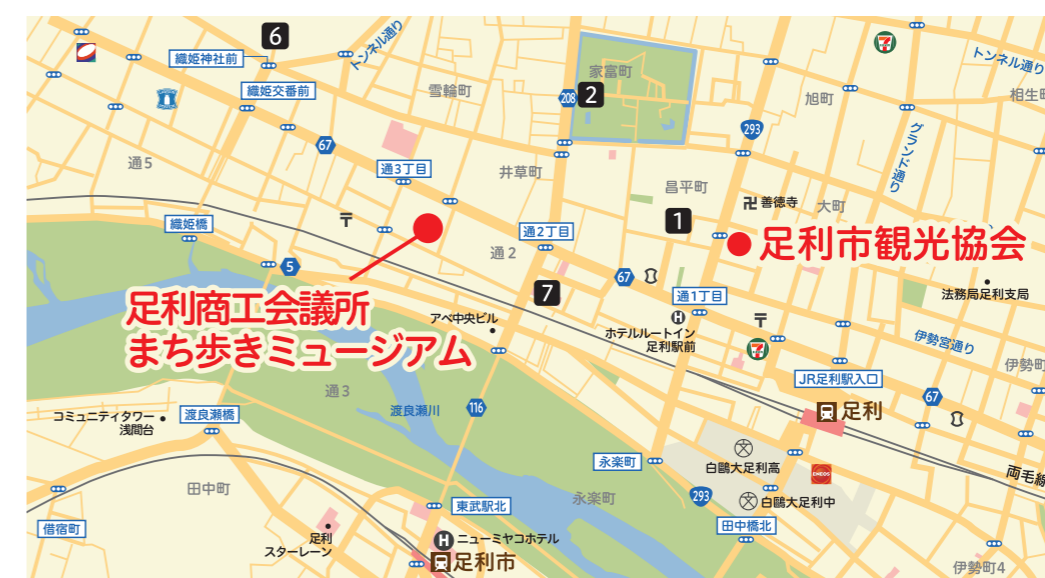 6
トンネル通り
織姫神社前
織姫交番前
雪輪町
家富町
208
2
旭町
トンネル通り
相生
293
グランド通り
67
通5
通3丁目
井草町
昌平町
善徳寺
大町
織姫橋
通2丁目
1
足利市観光協会
通2
5
67
7
通1丁目
法務局足利支局
足利商工会議所
まち歩きミュージアム
アベ中央ビル
H
ホテルルートイン
足利駅前
伊勢宮通り
伊勢町
JR足利駅入口
通3
渡良瀬川
116
67
足利
コミュニティタワー
浅間台
渡良瀬橋
永楽町
白鷗大足利高
ENEOS
両毛線
田中町
永楽町
293
白鷗大足利中
東武駅北
田中橋北
借宿町
足利
スターレーン
H
ニューミヤコホテル
足利市
伊勢町4